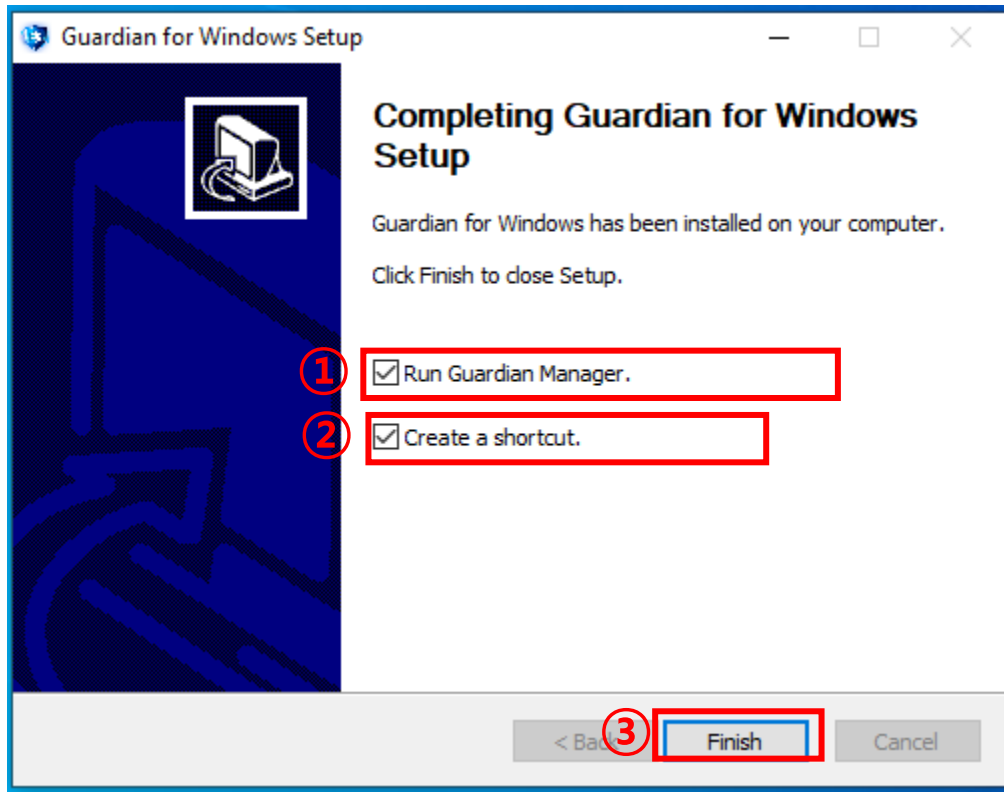 Guardian for Windows Setup
Completing Guardian for Windows
Setup
Guardian for Windows has been installed on your computer.
Click Finish to close Setup.
① Run Guardian Manager.
② Create a shortcut.
< Back ③ Finish Cancel